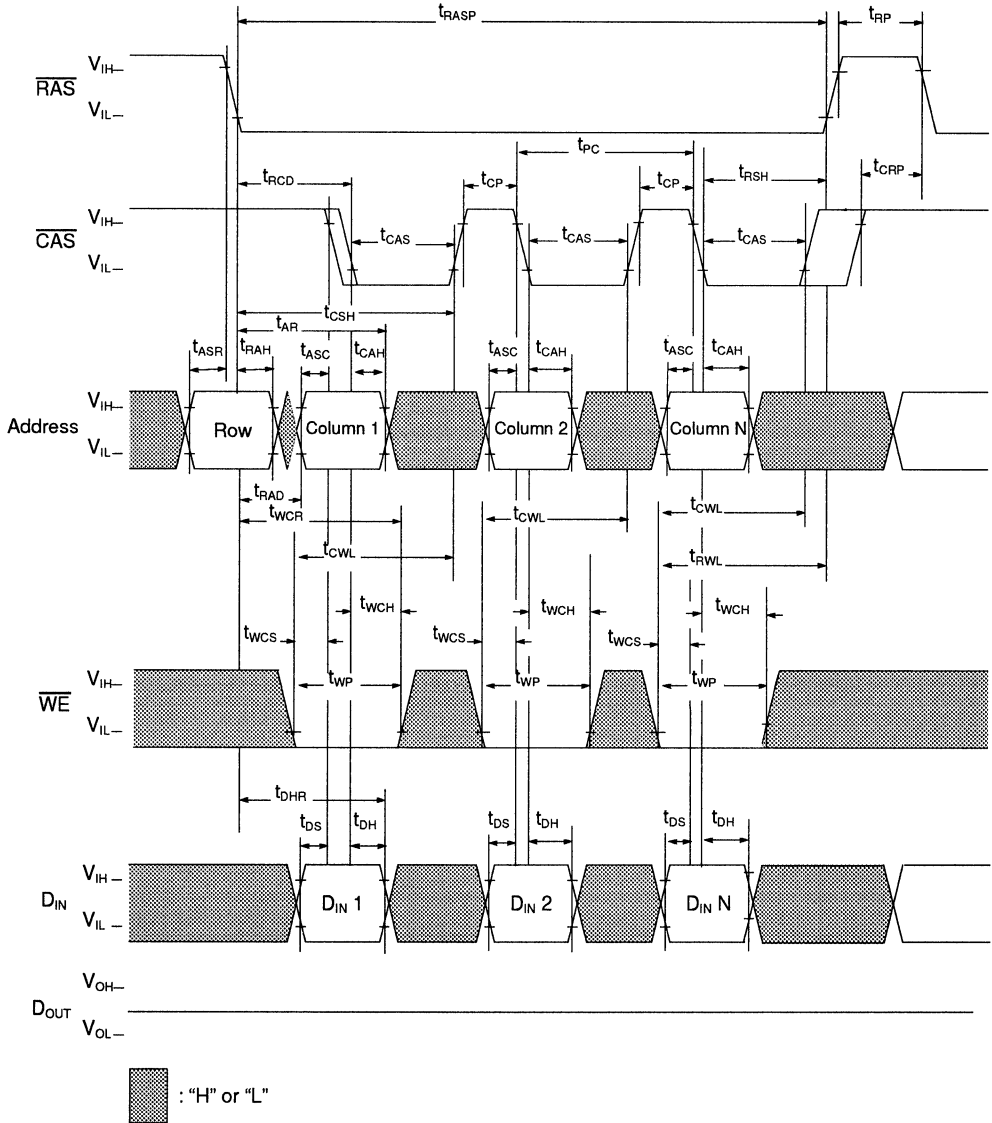 tRASP
tRP
RAS
VIH
VIL
tPC
tRCD
tCP
tCP
tRSH
tCRP
CAS
VIH
VIL
tCAS
tCAS
tCAS
tCSH
tAR
tASR
tRAH
tASC
tCAH
tASC
tCAH
tASC
tCAH
Address
VIH
VIL
Row
Column 1
Column 2
Column N
tRAD
tWCR
tCWL
tCWL
tCWL
tRWL
tWCH
tWCH
tWCH
tWCS
tWCS
tWCS
WE
VIH
VIL
tWP
tWP
tWP
tDHR
tDS
tDH
tDS
tDH
tDS
tDH
DIN
VIH
VIL
DIN 1
DIN 2
DIN N
DOUT
VOH
VOL
: "H" or "L"